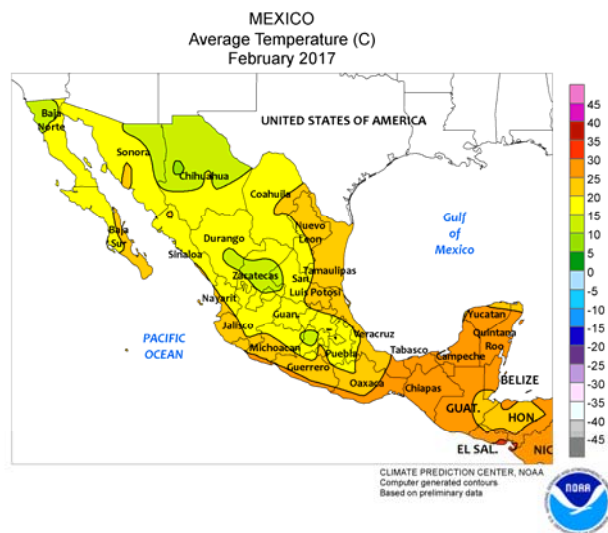 MEXICO
Average Temperature (C)
February 2017
UNITED STATES OF AMERICA
Baja
Norte
Sonora
Chihuahua
Coahuila
Nuevo
Leon
Gulf
of
Mexico
Baja
Sur
Durango
Sinaloa
Zacatecas
Tamaulipas
San
Luis Potosi
Nayarit
Guan.
Jalisco
Michoacan
Veracruz
Puebla
Guerrero
Oaxaca
Tabasco
Chiapas
Campeche
Yucatan
Quintana
Roo
PACIFIC
OCEAN
BELIZE
GUAT.
HON.
EL SAL.
NIC
45
40
35
30
25
20
15
10
5
0
-5
-10
-15
-20
-25
-30
-35
-40
-45
CLIMATE PREDICTION CENTER, NOAA
Computer generated contours
Based on preliminary data
NOAA